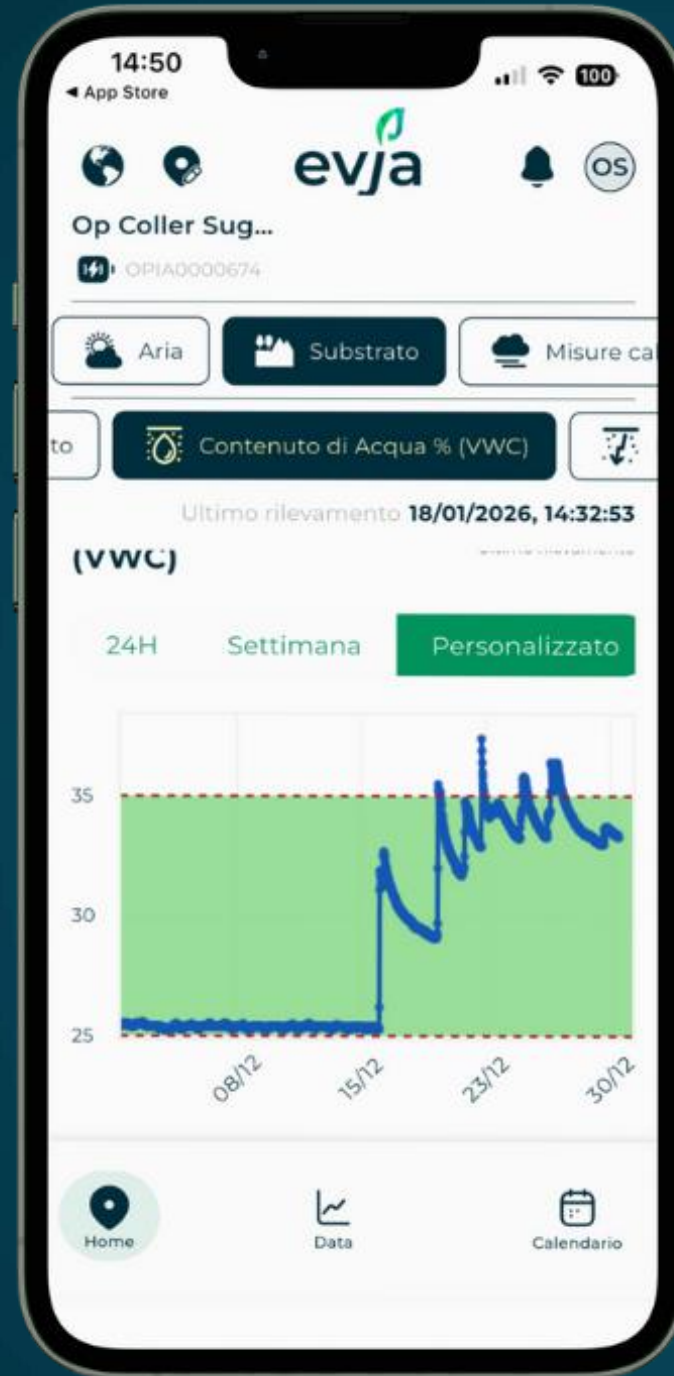 14:50
100
◀ App Store
evja
OS
Op Coller Sug...
OPIA0000674
Aria
Substrato
Misure cal
to
Contenuto di Acqua % (VWC)
Ultimo rilevamento 18/01/2026, 14:32:53
(VWC)
24H
Settimana
Personalizzato
35
30
25
08/12
15/12
23/12
30/12
Home
Data
Calendario